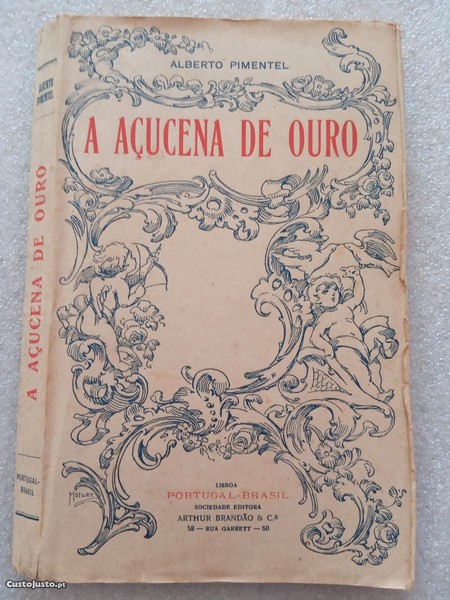 ALBERTO PIMENTEL
A AÇUCENA DE OURO
LISBOA
PORTUGAL-BRASIL
SOCIEDADE EDITORA
ARTHUR BRANDÃO & C.ª
58 — RUA GARRETT — 60
ALBERTO
PIMENTEL
A AÇUCENA DE OURO
PORTUGAL-
BRASIL
CustoJusto.pt